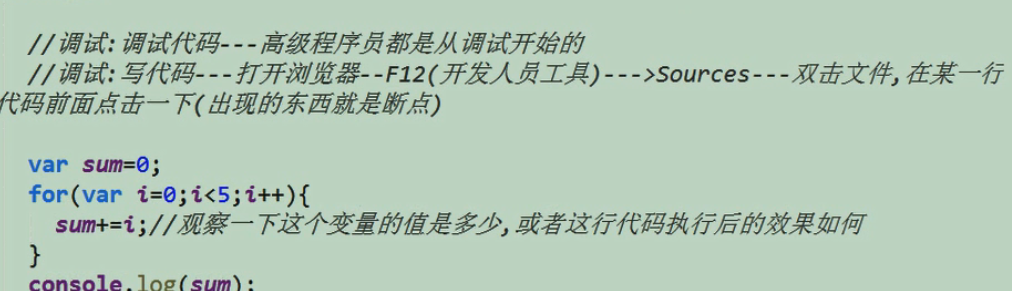 //调试:调试代码---高级程序员都是从调试开始的
//调试:写代码---打开浏览器--F12(开发人员工具)--->Sources---双击文件,在某一行
代码前面点击一下(出现的东西就是断点)
var sum=0;
for(var i=0;i<5;i++){
sum+=i;//观察一下这个变量的值是多少,或者这行代码执行后的效果如何
}
console.log(sum);